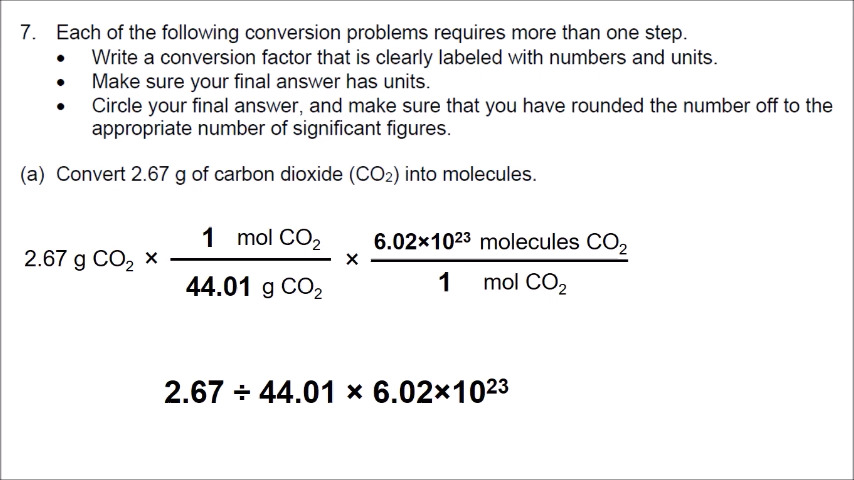 7. Each of the following conversion problems requires more than one step.
• Write a conversion factor that is clearly labeled with numbers and units.
• Make sure your final answer has units.
• Circle your final answer, and make sure that you have rounded the number off to the
appropriate number of significant figures.
(a) Convert 2.67 g of carbon dioxide (CO₂) into molecules.
2.67 g CO₂ × 1 mol CO₂ / 44.01 g CO₂ × 6.02×10²³ molecules CO₂ / 1 mol CO₂
2.67 ÷ 44.01 × 6.02×10²³